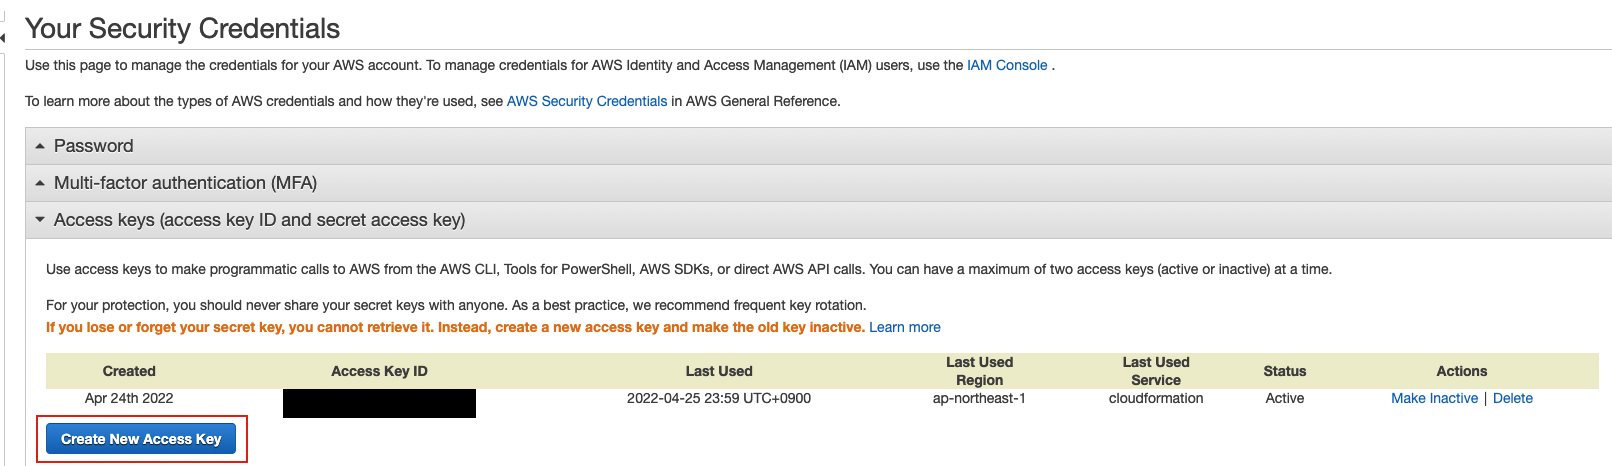 Your Security Credentials
Use this page to manage the credentials for your AWS account. To manage credentials for AWS Identity and Access Management (IAM) users, use the IAM Console .
To learn more about the types of AWS credentials and how they're used, see AWS Security Credentials in AWS General Reference.
Password
Multi-factor authentication (MFA)
Access keys (access key ID and secret access key)
Use access keys to make programmatic calls to AWS from the AWS CLI, Tools for PowerShell, AWS SDKs, or direct AWS API calls. You can have a maximum of two access keys (active or inactive) at a time.
For your protection, you should never share your secret keys with anyone. As a best practice, we recommend frequent key rotation.
If you lose or forget your secret key, you cannot retrieve it. Instead, create a new access key and make the old key inactive. Learn more
Created Access Key ID Last Used Last Used Region Last Used Service Status Actions
Apr 24th 2022 2022-04-25 23:59 UTC+0900 ap-northeast-1 cloudformation Active Make Inactive | Delete
Create New Access Key